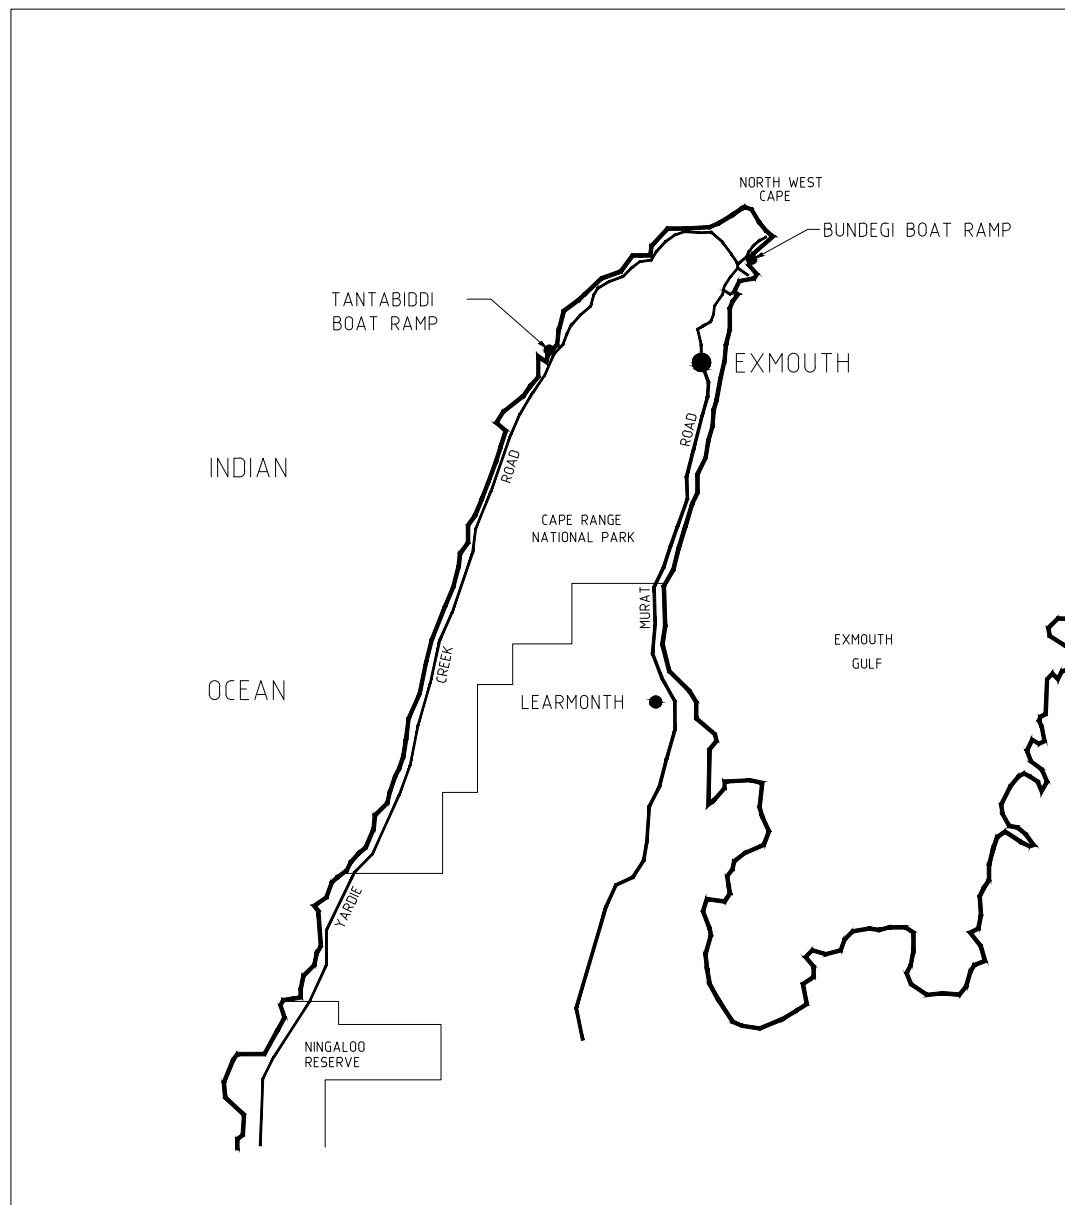 NORTH WEST
CAPE
BUNDEGI BOAT RAMP
TANTABIDDI
BOAT RAMP
EXMOUTH
ROAD
INDIAN
ROAD
CAPE RANGE
NATIONAL PARK
MURAT
EXMOUTH
GULF
CREEK
OCEAN
LEARMONTH
YARDIE
NINGALOO
RESERVE